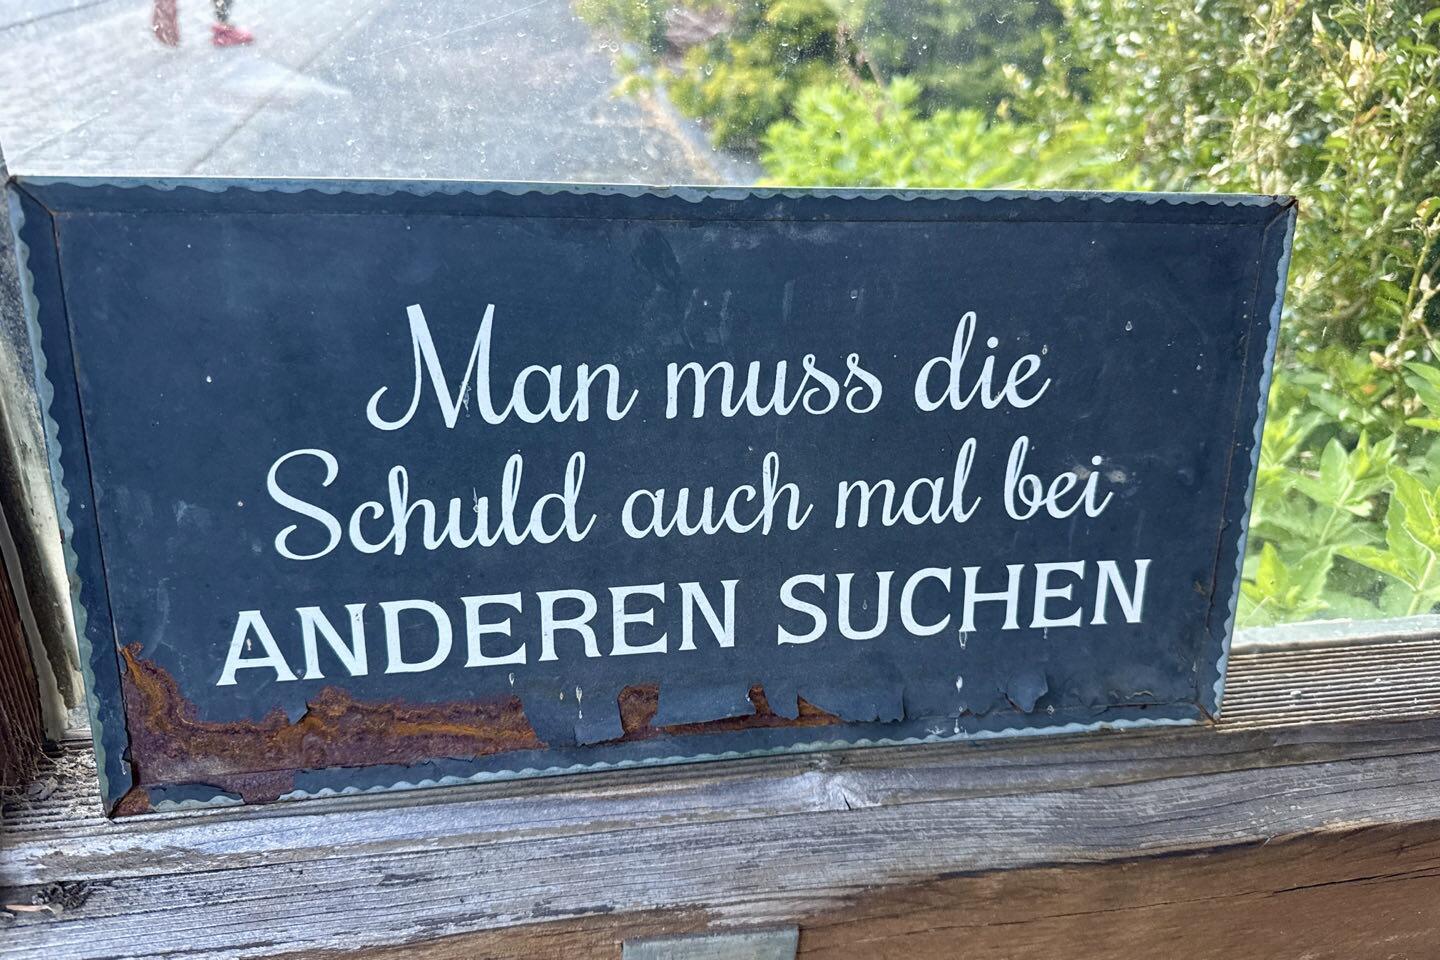 Man muss die
Schuld auch mal bei
ANDEREN SUCHEN